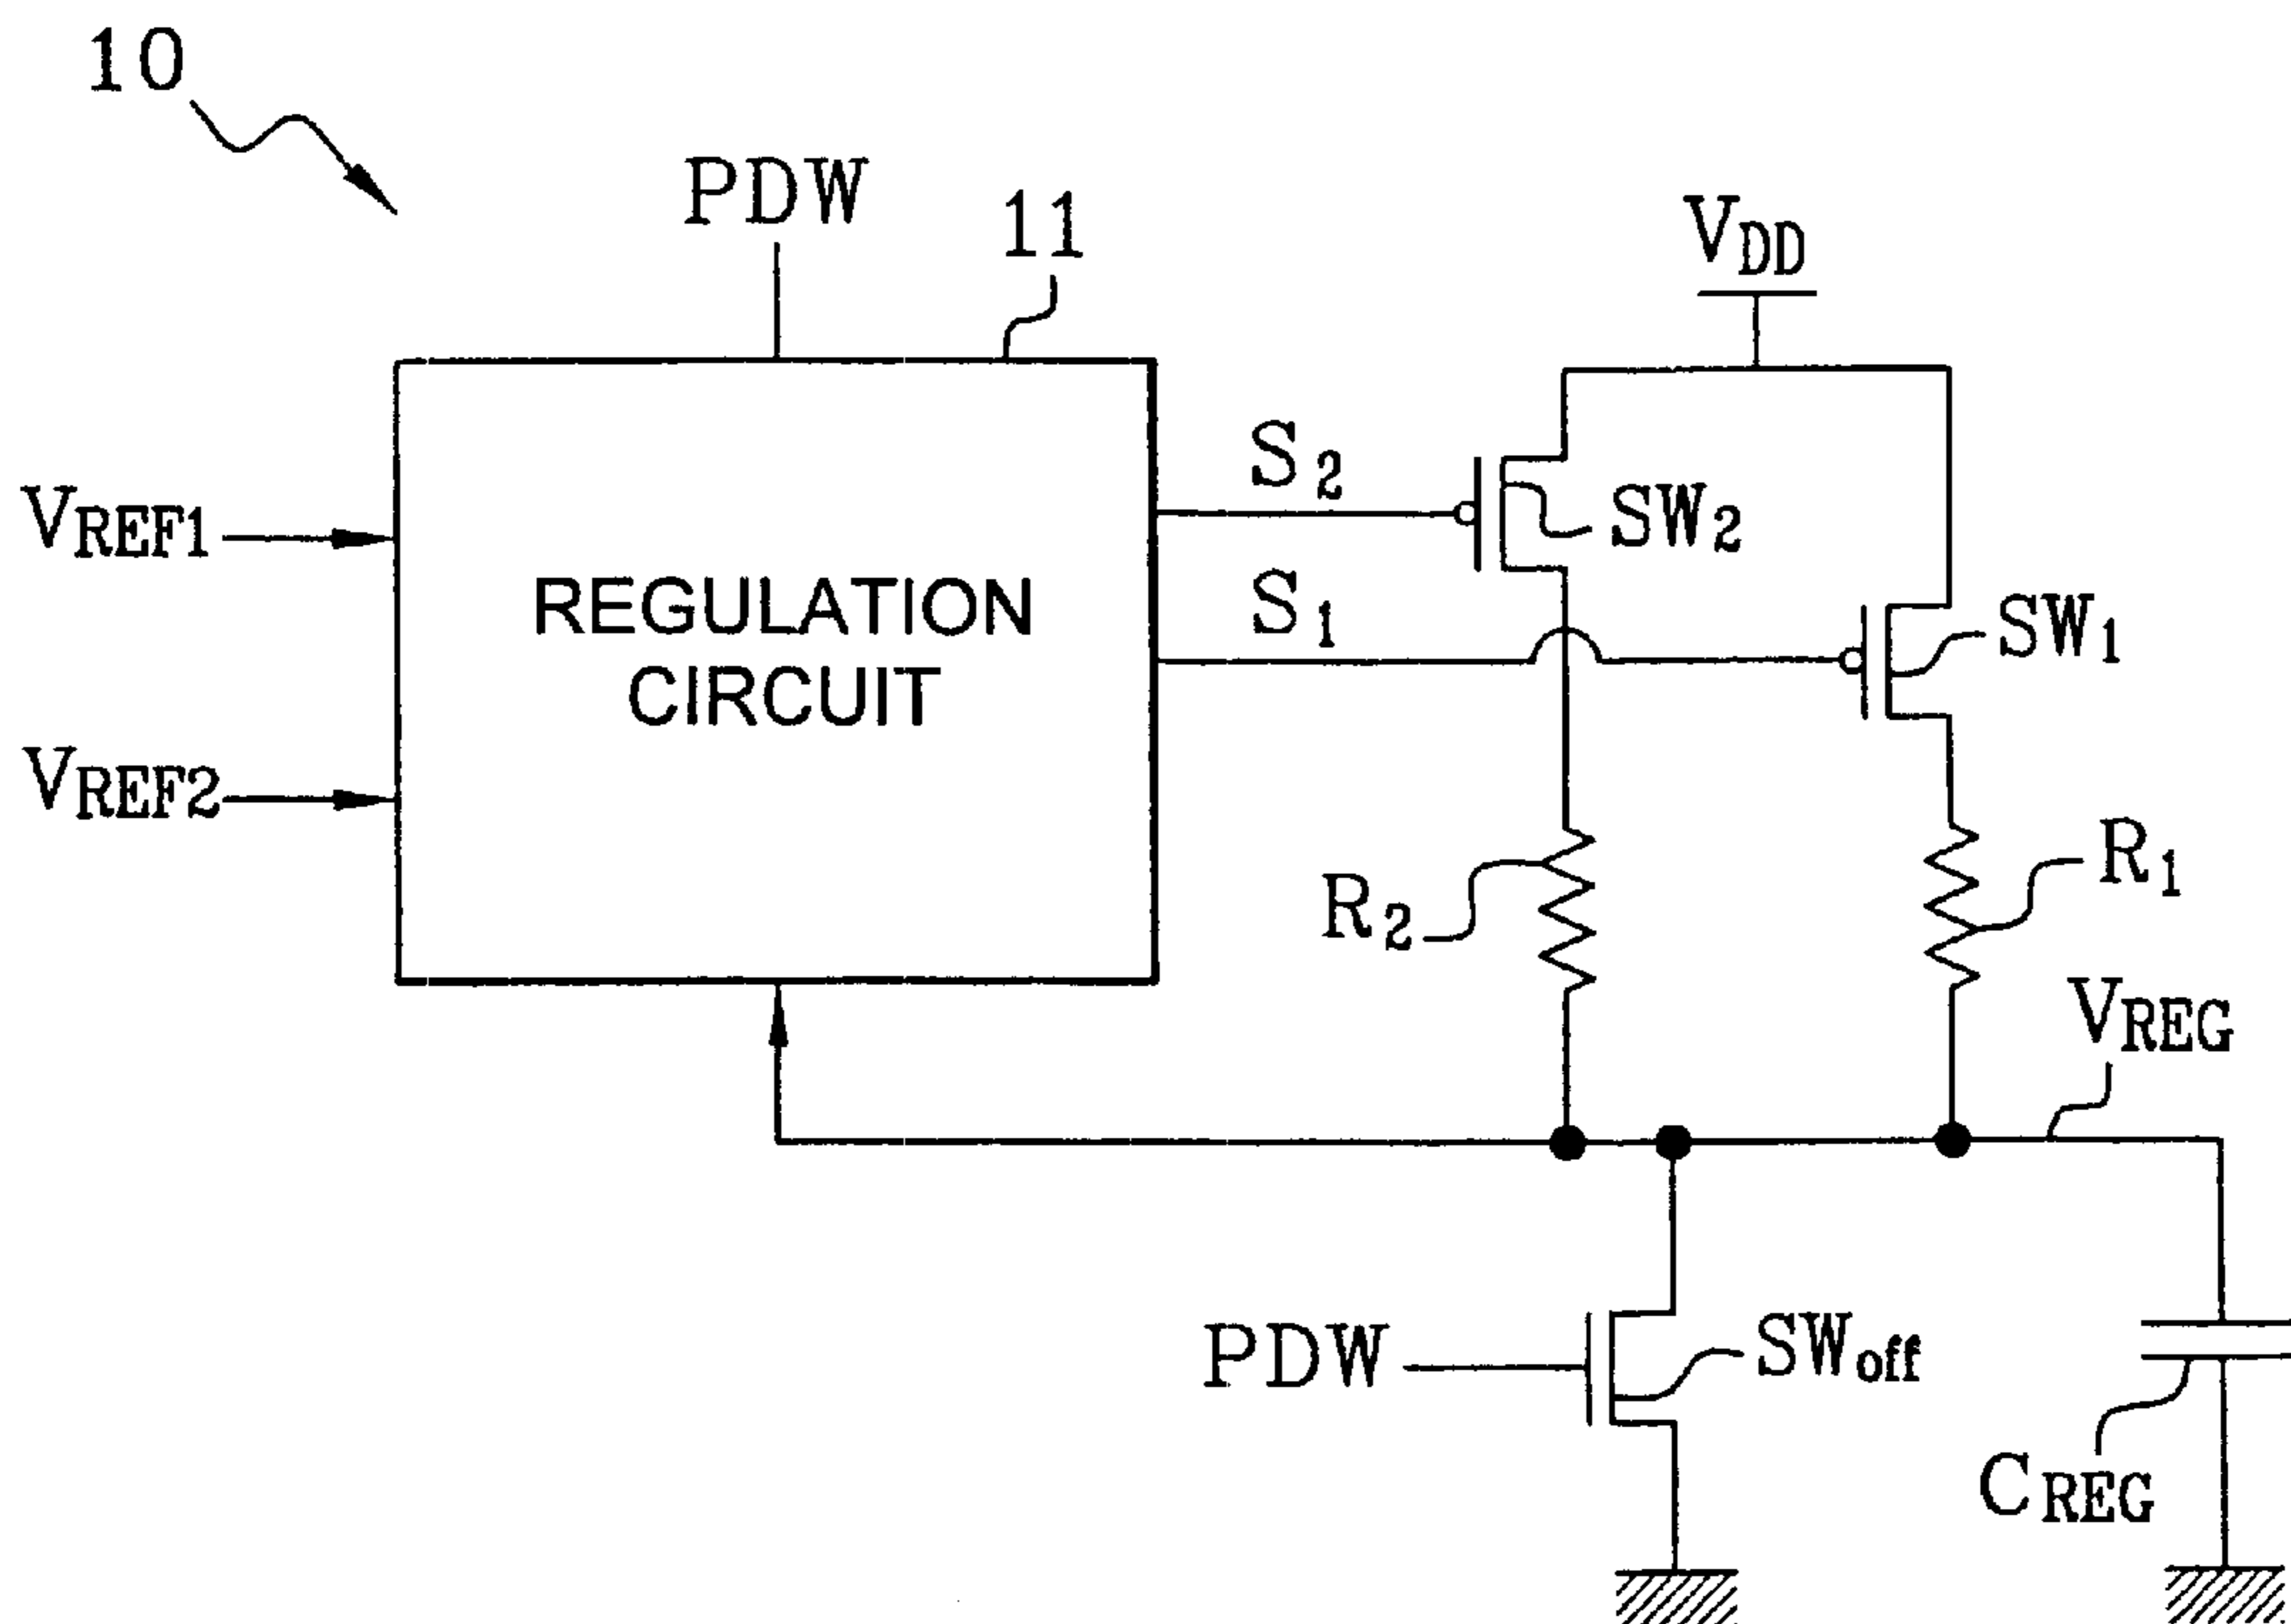 10
PDW
11
VDD
S2
SW2
VREF1
REGULATION
CIRCUIT
S1
SW1
VREF2
R2
R1
VREG
PDW
SWoff
CREG